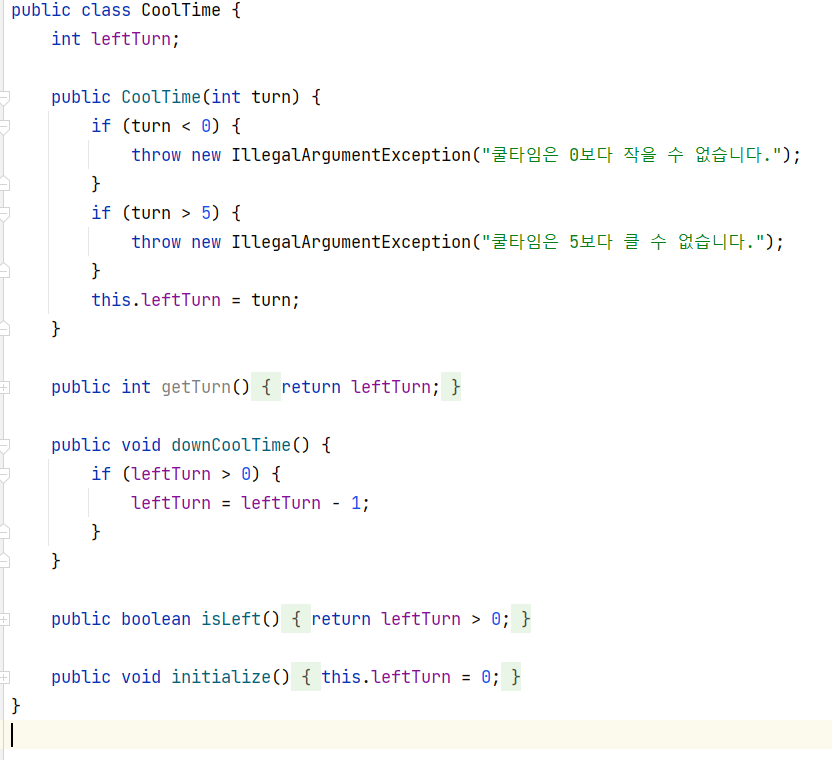 public class CoolTime {
    int leftTurn;

    public CoolTime(int turn) {
        if (turn < 0) {
            throw new IllegalArgumentException("쿨타임은 0보다 작을 수 없습니다.");
        }
        if (turn > 5) {
            throw new IllegalArgumentException("쿨타임은 5보다 클 수 없습니다.");
        }
        this.leftTurn = turn;
    }

    public int getTurn() { return leftTurn; }

    public void downCoolTime() {
        if (leftTurn > 0) {
            leftTurn = leftTurn - 1;
        }
    }

    public boolean isLeft() { return leftTurn > 0; }

    public void initialize() { this.leftTurn = 0; }
}